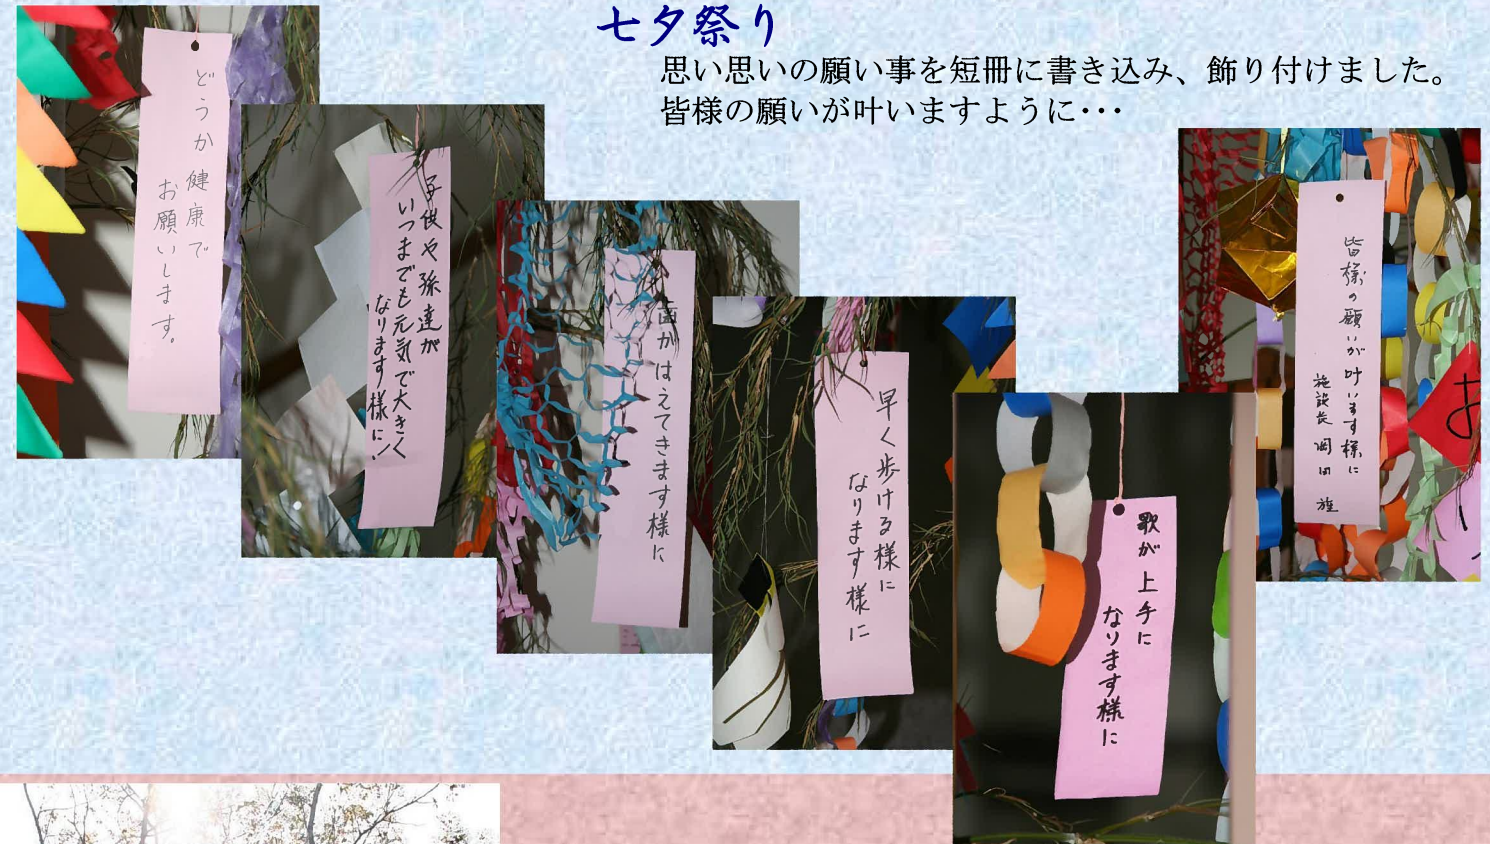 七夕祭り
思い思いの願い事を短冊に書き込み、飾り付けました。
皆様の願いが叶いますように･･･
どうか健康で
お願いします。
子供や孫達が
いつまでも元気で大きく
なります様に!
歯がはえてきます様に
早く歩ける様に
なります様に
歌が上手に
なります様に
皆様の願いが叶います様に
施設長 岡田
お